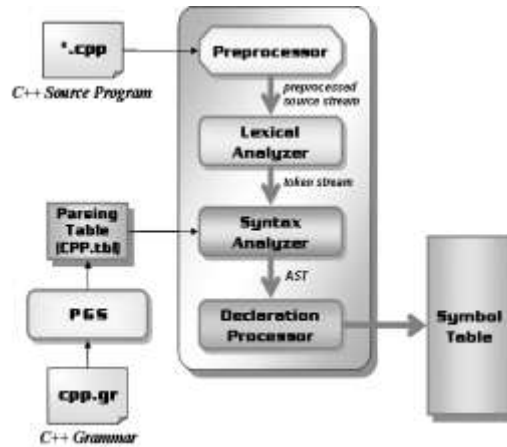 *.cpp
C++ Source Program
Preprocessor
preprocessed
source stream
Lexical
Analyzer
token stream
Parsing
Table
(CPP.tbl)
Syntax
Analyzer
AST
PGS
Declaration
Processor
Symbol
Table
cpp.gr
C++ Grammar